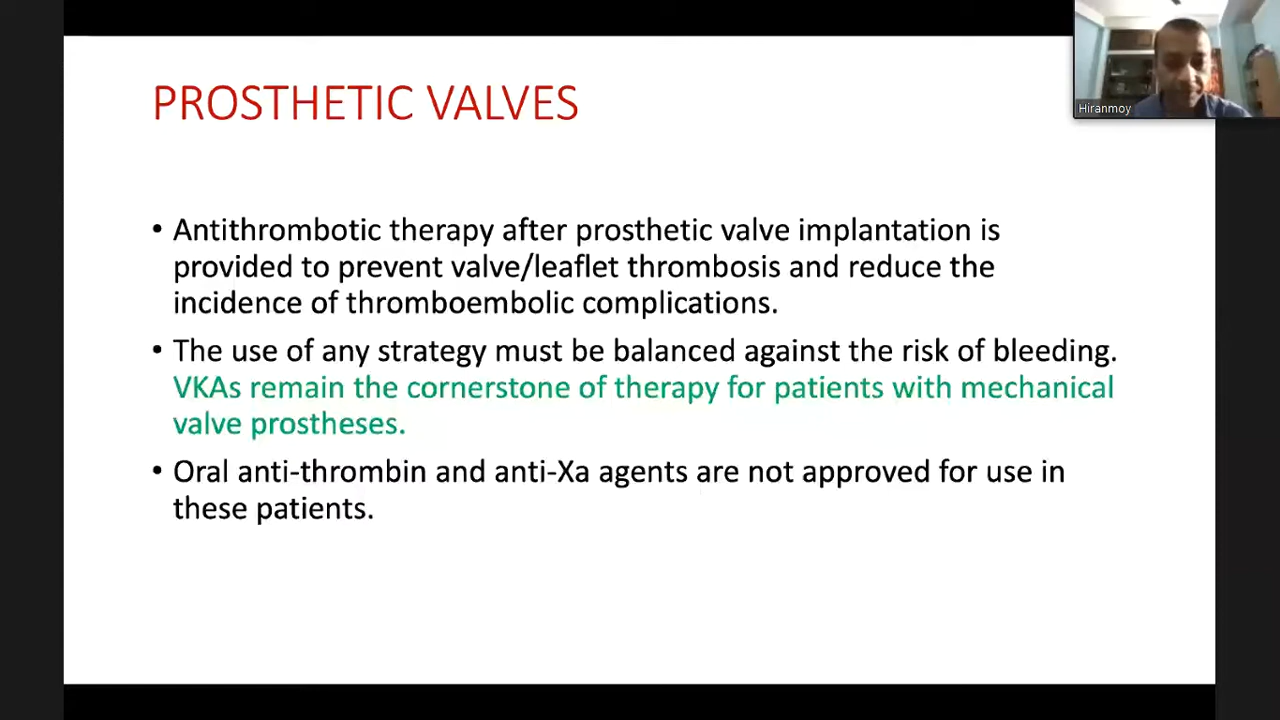 PROSTHETIC VALVES
Hiranmoy
• Antithrombotic therapy after prosthetic valve implantation is
provided to prevent valve/leaflet thrombosis and reduce the
incidence of thromboembolic complications.
• The use of any strategy must be balanced against the risk of bleeding.
VKAs remain the cornerstone of therapy for patients with mechanical
valve prostheses.
• Oral anti-thrombin and anti-Xa agents are not approved for use in
these patients.